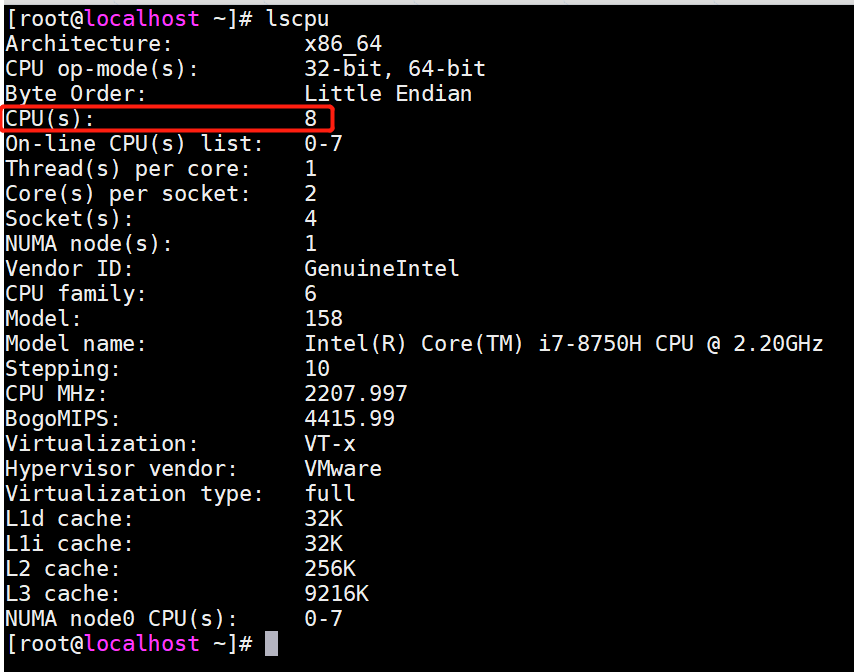 [root@localhost ~]# lscpu
Architecture:          x86_64
CPU op-mode(s):        32-bit, 64-bit
Byte Order:            Little Endian
CPU(s):                8
On-line CPU(s) list:   0-7
Thread(s) per core:    1
Core(s) per socket:    2
Socket(s):             4
NUMA node(s):          1
Vendor ID:             GenuineIntel
CPU family:            6
Model:                 158
Model name:            Intel(R) Core(TM) i7-8750H CPU @ 2.20GHz
Stepping:              10
CPU MHz:               2207.997
BogoMIPS:              4415.99
Virtualization:        VT-x
Hypervisor vendor:     VMware
Virtualization type:   full
L1d cache:             32K
L1i cache:             32K
L2 cache:              256K
L3 cache:              9216K
NUMA node0 CPU(s):     0-7
[root@localhost ~]#